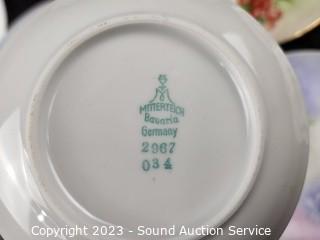 MITTERTEICH
Bavaria
Germany
2967
034
Copyright 2023 - Sound Auction Service